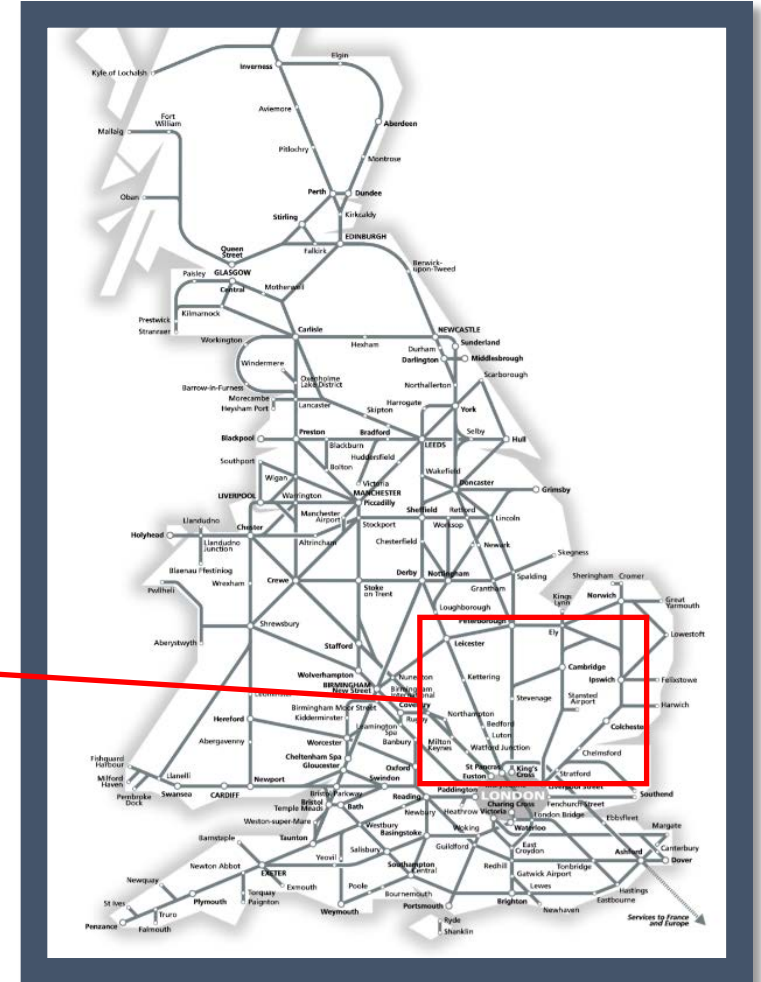 Elgin
Inverness
Kyle of Lochalsh
Aviemore
Fort
William
Mallaig
Aberdeen
Pitlochry
Montrose
Perth
Dundee
Oban
Stirling
Kirkcaldy
EDINBURGH
Queen
Street
Falkirk
GLASGOW
Paisley
Central
Motherwell
Berwick-
upon-Tweed
Prestwick
Kilmarnock
Stranraer
Carlisle
NEWCASTLE
Workington
Hexham
Sunderland
Durham
Darlington
Middlesbrough
Windermere
Oxenholme
Lake District
Northallerton
Scarborough
Barrow-in-Furness
Morecambe
Heysham Port
Lancaster
Harrogate
Skipton
York
Blackpool
Preston
Bradford
Selby
Hull
Blackburn
LEEDS
Huddersfield
Southport
Bolton
Wakefield
Wigan
Victoria
LIVERPOOL
Warrington
MANCHESTER
Piccadilly
Doncaster
Grimsby
Manchester
Airport
Sheffield
Retford
Llandudno
Chester
Stockport
Worksop
Lincoln
Holyhead
Llandudno
Junction
Altrincham
Chesterfield
Newark
Skegness
Blaenau Ffestiniog
Wrexham
Crewe
Stoke
on Trent
Derby
Nottingham
Grantham
Spalding
Sheringham
Cromer
Pwllheli
Kings
Lynn
Norwich
Great
Yarmouth
Loughborough
Peterborough
Shrewsbury
Ely
Aberystwyth
Stafford
Leicester
Lowestoft
Wolverhampton
Nuneaton
Kettering
Cambridge
BIRMINGHAM
New Street
Birmingham
International
Ipswich
Felixstowe
Leominster
Birmingham Moor Street
Coventry
Stevenage
Stansted
Airport
Harwich
Hereford
Kidderminster
Rugby
Northampton
Leamington
Spa
Bedford
Colchester
Abergavenny
Worcester
Banbury
Milton
Keynes
Luton
Watford Junction
Chelmsford
Cheltenham Spa
Gloucester
Fishguard
Harbour
Oxford
St Pancras
Euston
King's
Cross
Stratford
Milford
Haven
Llanelli
Swindon
Pembroke
Dock
Swansea
CARDIFF
Newport
Bristol Parkway
Reading
Paddington
LONDON
Liverpool Street
Southend
Bristol
Temple Meads
Bath
Newbury
Heathrow
Victoria
Charing Cross
Fenchurch Street
London Bridge
Ebbsfleet
Weston-super-Mare
Westbury
Basingstoke
Woking
Waterloo
Margate
Barnstaple
Taunton
Salisbury
Guildford
East
Croydon
Ashford
Canterbury
Dover
Yeovil
Newton Abbot
Southampton
Central
Redhill
Tonbridge
EXETER
Gatwick Airport
Newquay
Exmouth
Poole
Lewes
Hastings
Plymouth
Torquay
Paignton
Bournemouth
Eastbourne
St Ives
Truro
Weymouth
Portsmouth
Brighton
Newhaven
Penzance
Falmouth
Ryde
Shanklin
Services to France
and Europe